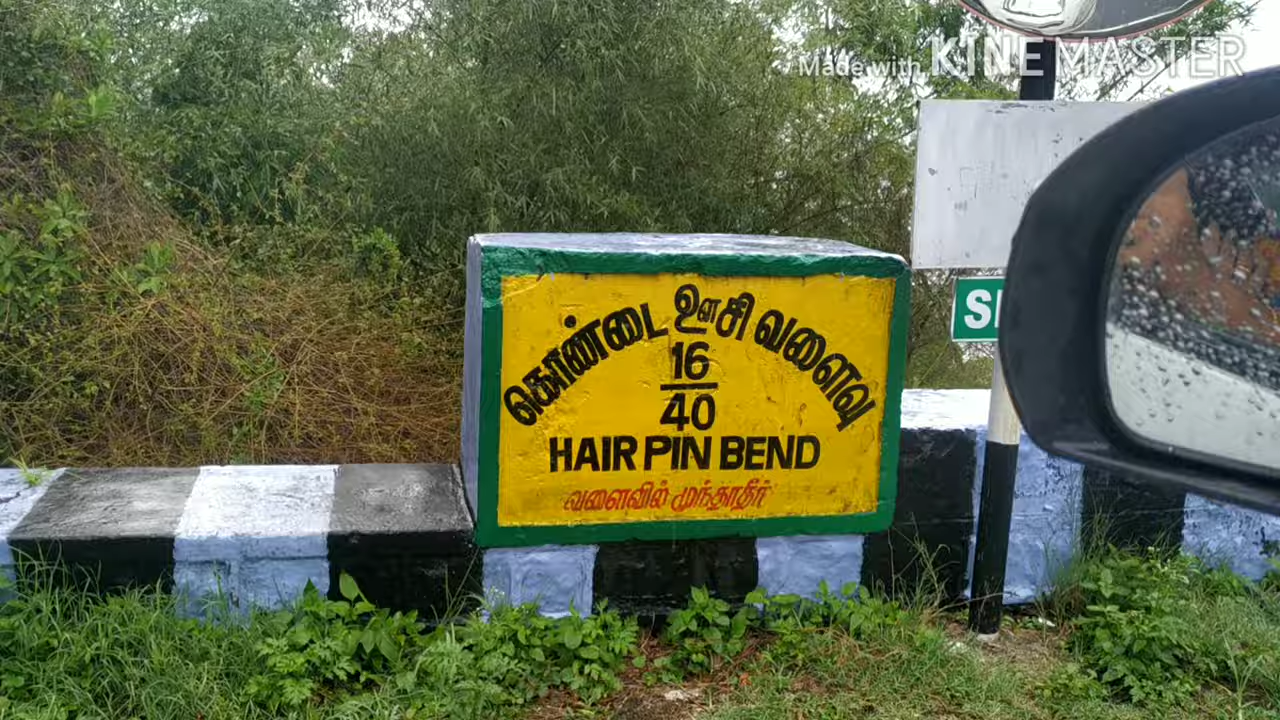 Made with KINEMASTER
கொண்டை ஊசி வளைவு
16
40
HAIR PIN BEND
வளைவில் முந்தாதீர்